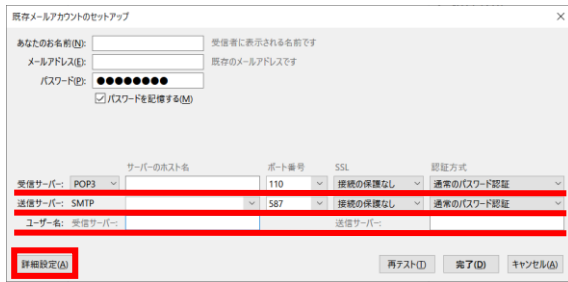 既存メールアカウントのセットアップ
あなたのお名前(N): 受信者に表示される名前です
メールアドレス(E): 既存のメールアドレスです
パスワード(P): ●●●●●●●●
パスワードを記憶する(M)
サーバーのホスト名 ポート番号 SSL 認証方式
受信サーバー: POP3 110 接続の保護なし 通常のパスワード認証
送信サーバー: SMTP 587 接続の保護なし 通常のパスワード認証
ユーザー名: 受信サーバー: 送信サーバー:
詳細設定(A) 再テスト(T) 完了(D) キャンセル(A)